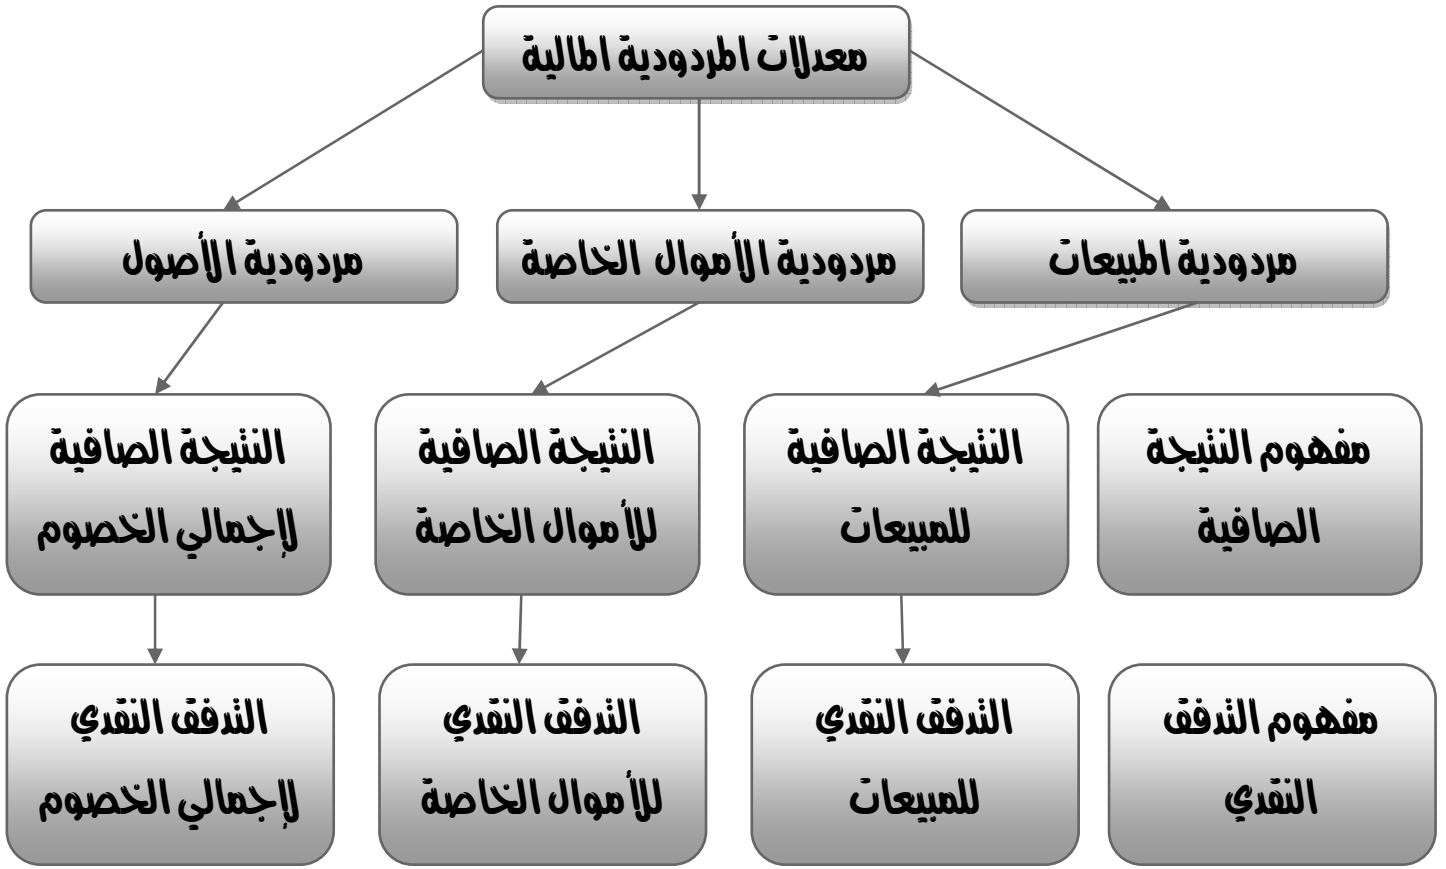 معدلات المردودية المالية
مردودية المبيعات
مردودية الأموال الخاصة
مردودية الأصول
مفهوم النتيجة
الصافية
النتيجة الصافية
للمبيعات
النتيجة الصافية
للأموال الخاصة
النتيجة الصافية
لإجمالي الخصوم
مفهوم التدفق
النقدي
التدفق النقدي
للمبيعات
التدفق النقدي
للأموال الخاصة
التدفق النقدي
لإجمالي الخصوم